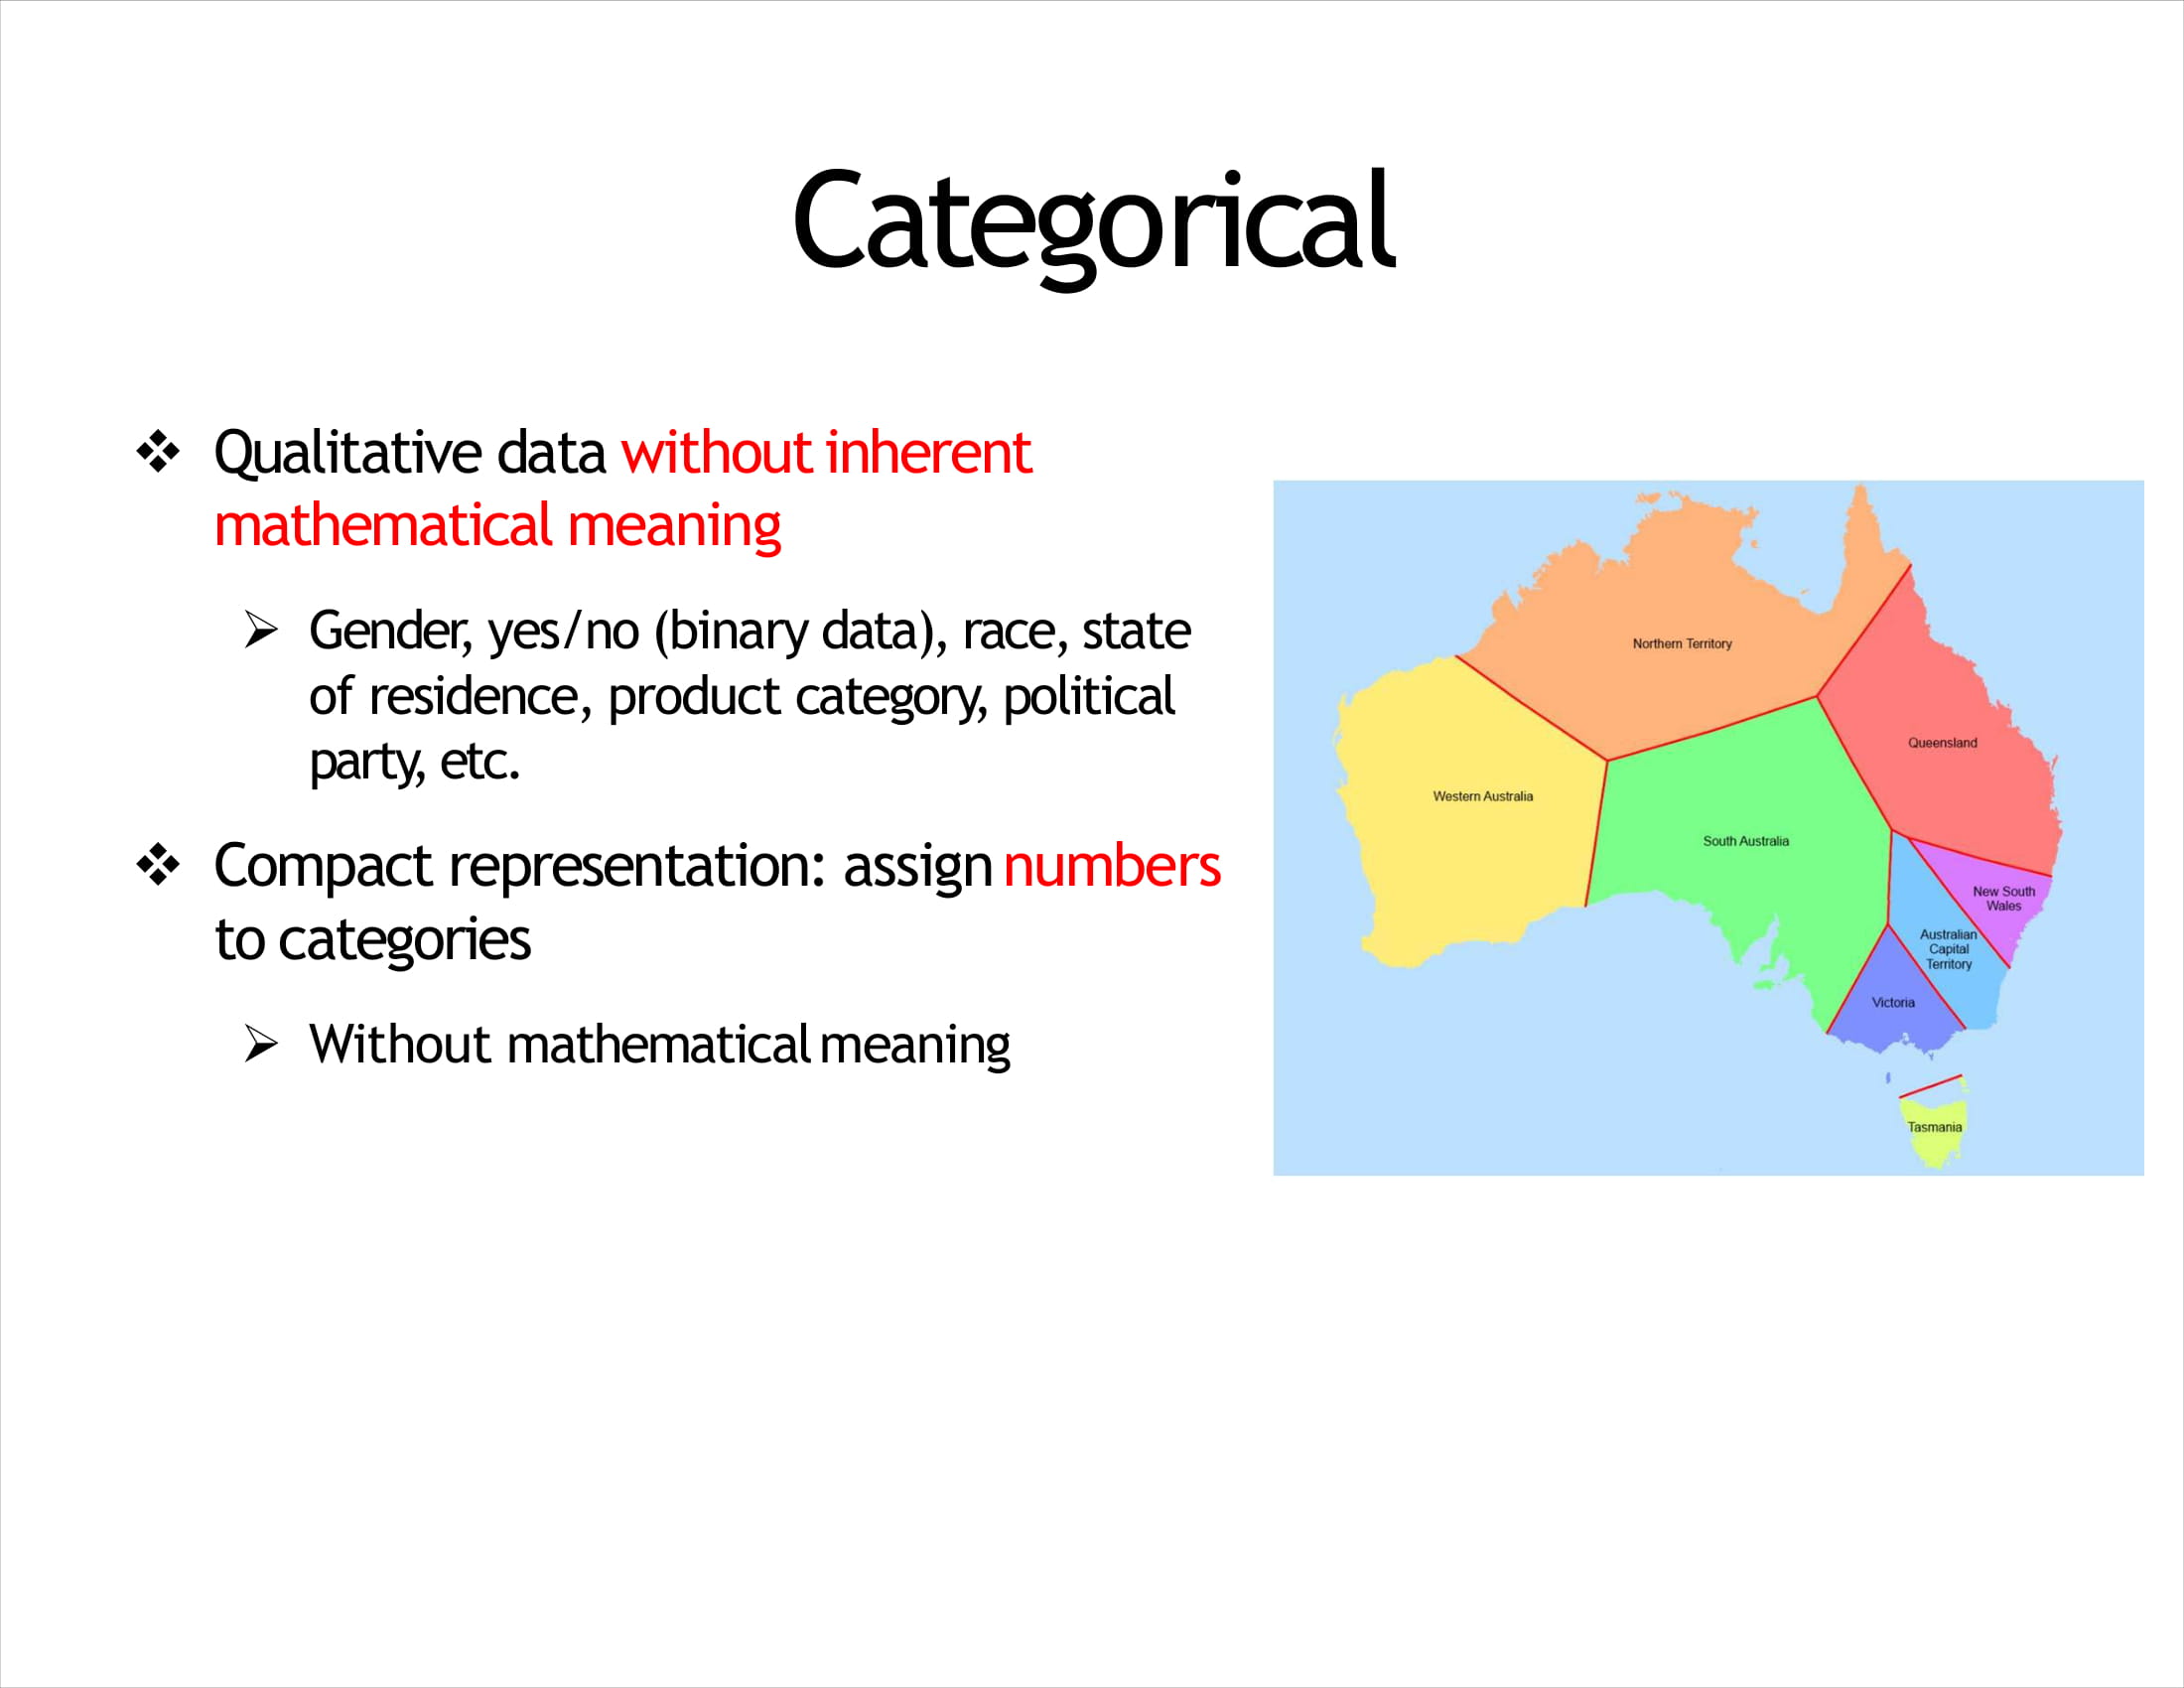 Categorical
❖ Qualitative data without inherent
mathematical meaning
➢ Gender, yes/no (binary data), race, state
of residence, product category, political
party, etc.
❖ Compact representation: assign numbers
to categories
➢ Without mathematical meaning
Northern Territory
Queensland
Western Australia
South Australia
New South
Wales
Australian
Capital
Territory
Victoria
Tasmania